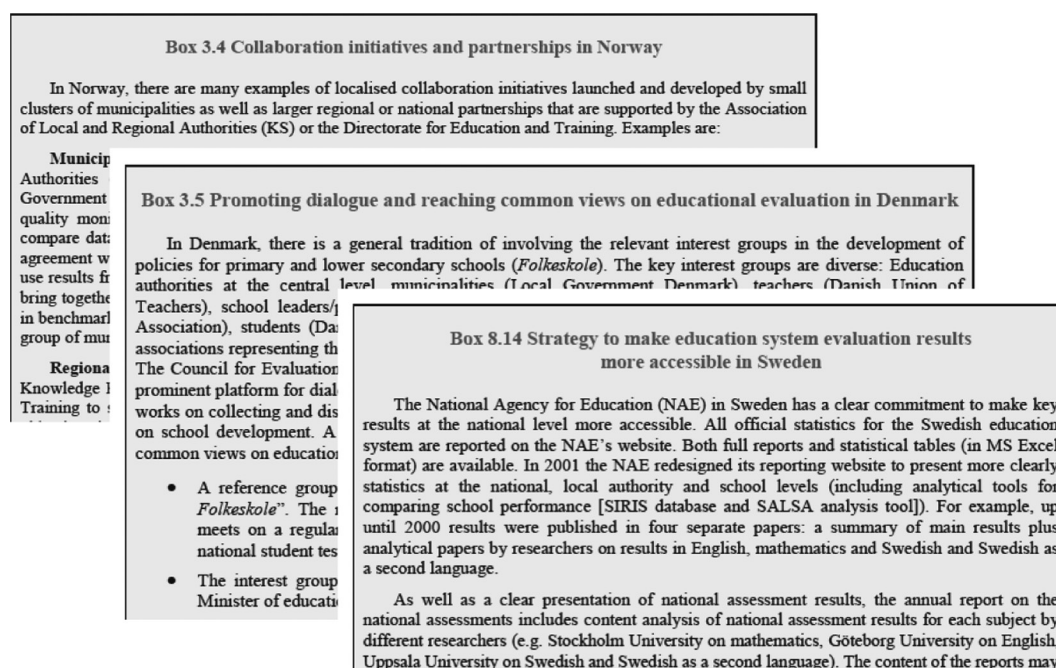 Box 3.4 Collaboration initiatives and partnerships in Norway
In Norway, there are many examples of localised collaboration initiatives launched and developed by small
clusters of municipalities as well as larger regional or national partnerships that are supported by the Association
of Local and Regional Authorities (KS) or the Directorate for Education and Training. Examples are:
Municip
Authorities
Government
quality moni
compare data
agreement w
use results fr
bring togethe
in benchmark
group of mun
Regiona
Knowledge
Training to
Box 3.5 Promoting dialogue and reaching common views on educational evaluation in Denmark
In Denmark, there is a general tradition of involving the relevant interest groups in the development of
policies for primary and lower secondary schools (Folkeskole). The key interest groups are diverse: Education
authorities at the central level, municipalities (Local Government Denmark), teachers (Danish Union of
Teachers), school leaders/p
Association), students (Da
associations representing th
The Council for Evaluation
prominent platform for dial
works on collecting and dis
on school development. A
common views on education
• A reference group
Folkeskole”. The
meets on a regular
national student tes
• The interest group
Minister of educati
Box 8.14 Strategy to make education system evaluation results
more accessible in Sweden
The National Agency for Education (NAE) in Sweden has a clear commitment to make key
results at the national level more accessible. All official statistics for the Swedish education
system are reported on the NAE’s website. Both full reports and statistical tables (in MS Excel
format) are available. In 2001 the NAE redesigned its reporting website to present more clearly
statistics at the national, local authority and school levels (including analytical tools for
comparing school performance [SIRIS database and SALSA analysis tool]). For example, up
until 2000 results were published in four separate papers: a summary of main results plus
analytical papers by researchers on results in English, mathematics and Swedish and Swedish as
a second language.
As well as a clear presentation of national assessment results, the annual report on the
national assessments includes content analysis of national assessment results for each subject by
different researchers (e.g. Stockholm University on mathematics, Göteborg University on English,
Uppsala University on Swedish and Swedish as a second language). The content of the reports may